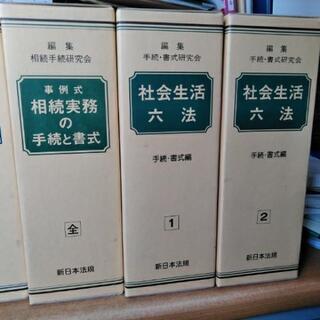 編集
相続手続研究会
事例式
相続実務
の
手続と書式
全
新日本法規
編集
手続・書式研究会
社会生活
六法
手続・書式編
1
新日本法規
編集
手続・書式研究会
社会生活
六法
手続・書式編
2
新日本法規